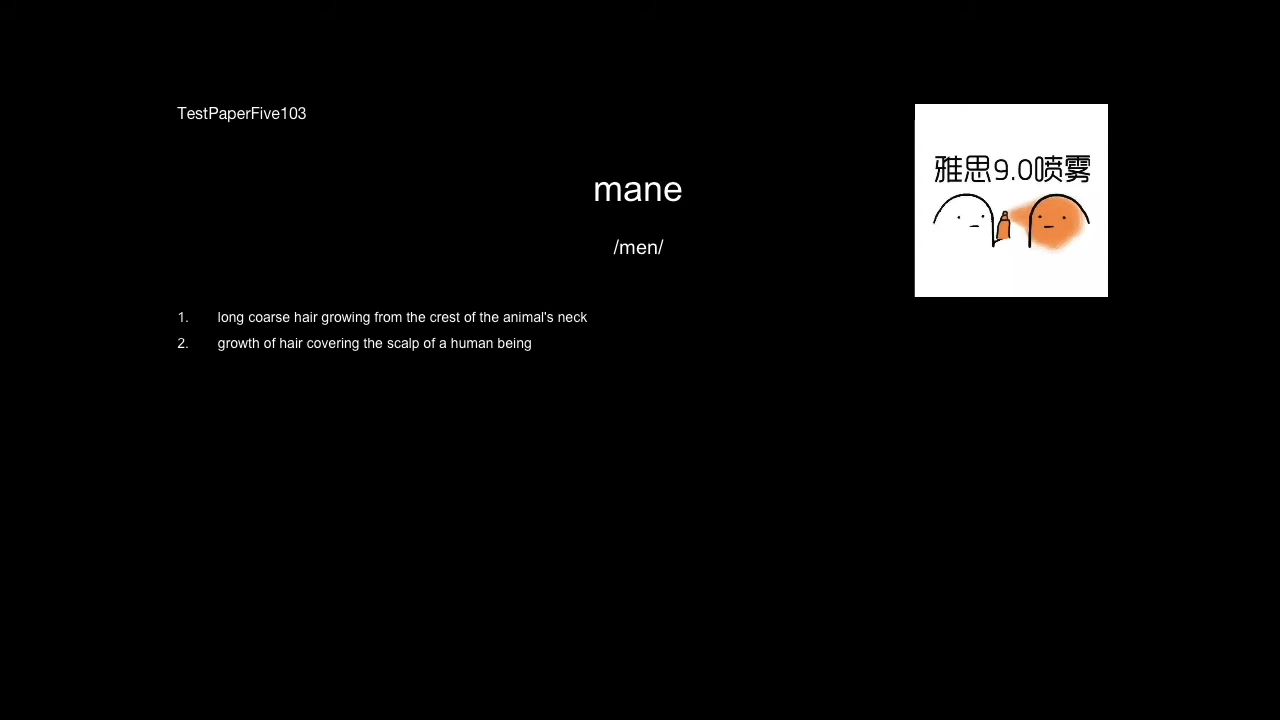 TestPaperFive103
雅思9.0喷雾
mane
/men/
1. long coarse hair growing from the crest of the animal's neck
2. growth of hair covering the scalp of a human being